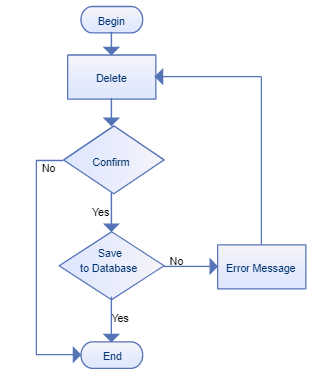 Begin
Delete
Confirm
No
Yes
Save
to Database
No
Error Message
Yes
End